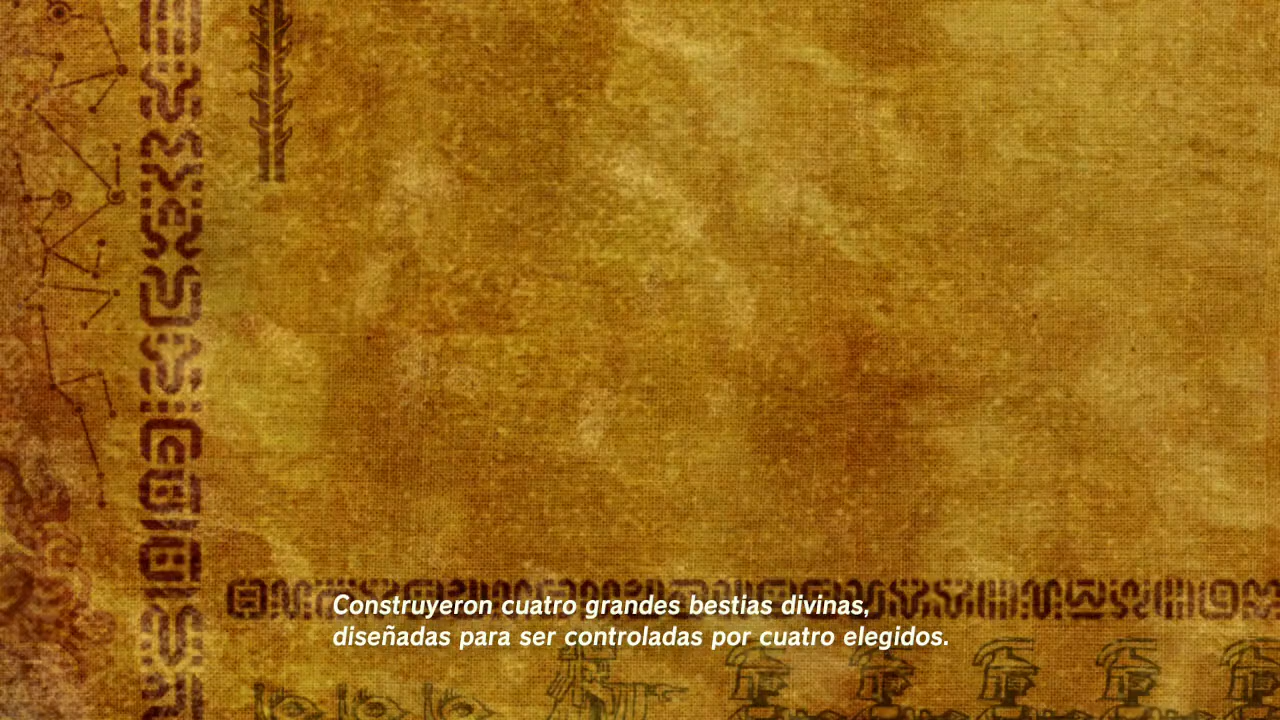 Construyeron cuatro grandes bestias divinas,
diseñadas para ser controladas por cuatro elegidos.